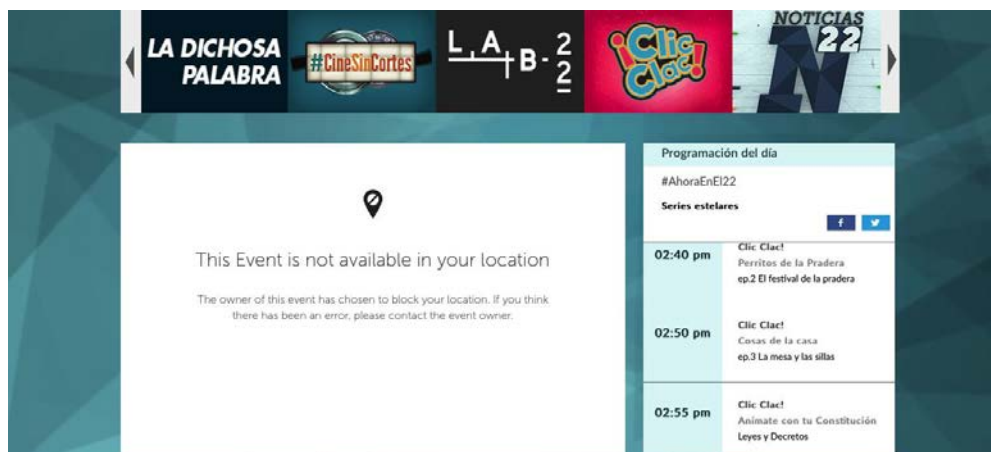 LA DICHOSA
PALABRA
#CineSinCortes
L.A
B-2
2
¡Clic
Clac!
NOTICIAS
22
N
This Event is not available in your location
The owner of this event has chosen to block your location. If you think
there has been an error, please contact the event owner.
Programación del día
#AhoraEnEl22
Series estelares
02:40 pm
Clic Clac!
Perritos de la Pradera
ep.2 El festival de la pradera
02:50 pm
Clic Clac!
Cosas de la casa
ep.3 La mesa y las sillas
02:55 pm
Clic Clac!
Anímate con tu Constitución
Leyes y Decretos